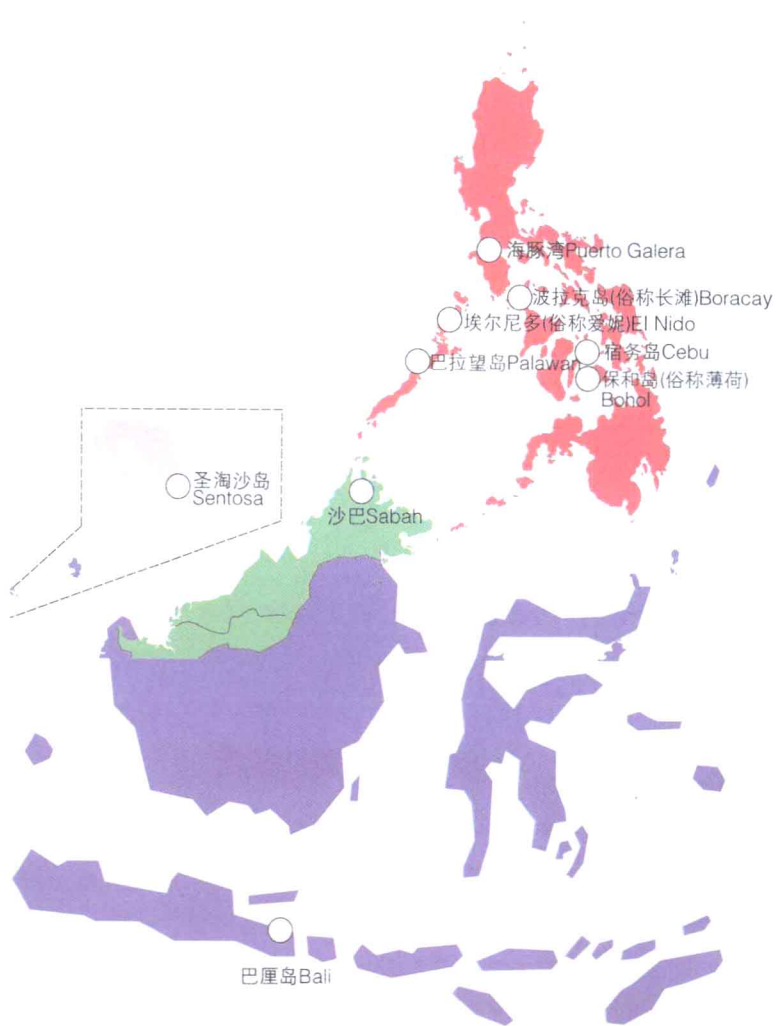 海豚湾Puerto Galera
波拉克岛(俗称长滩)Boracay
埃尔尼多(俗称爱妮)El Nido
宿务岛Cebu
巴拉望岛Palawan
保和岛(俗称薄荷)
Bohol
圣淘沙岛
Sentosa
沙巴Sabah
巴厘岛Bali